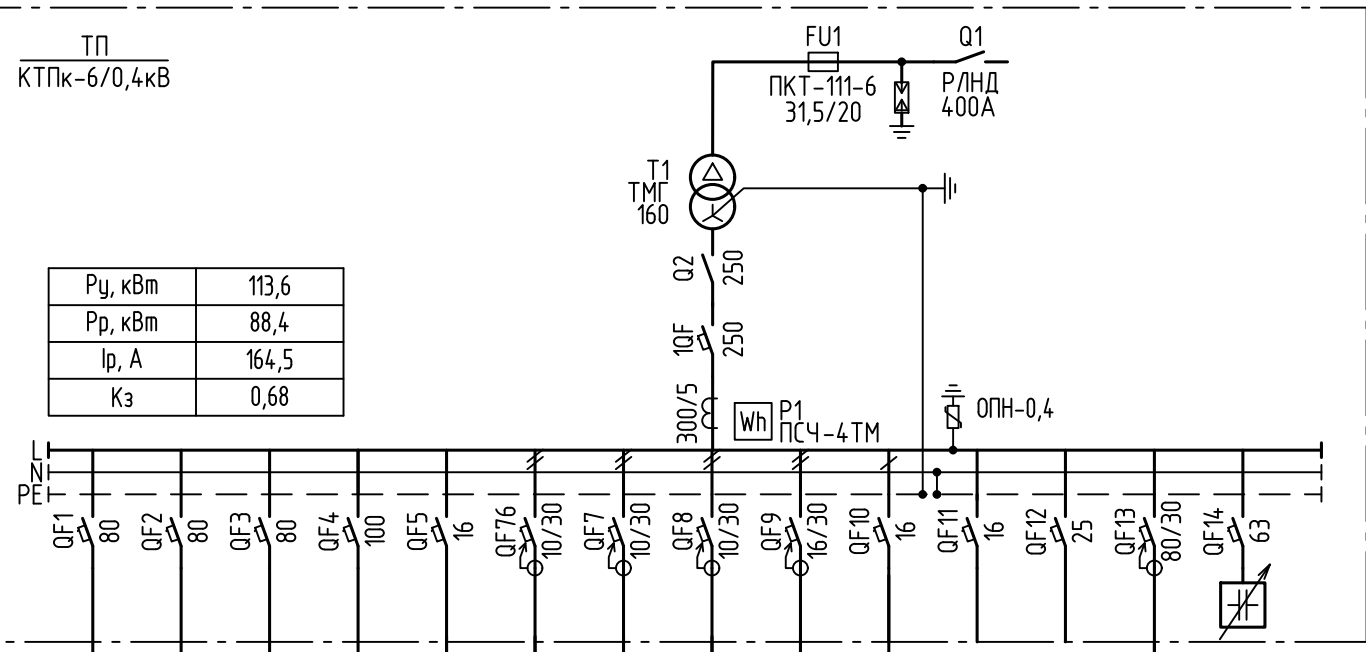 ТП
КТПк-6/0,4кВ
FU1
Q1
ПКТ-111-6
31,5/20
РЛНД
400А
Т1
ТМГ
160
Q2
250
1QF
250
300/5
Wh
P1
ПСЧ-4ТМ
ОПН-0,4
Ру, кВт
113,6
Рр, кВт
88,4
Iр, А
164,5
Кз
0,68
L
N
PE
QF1
80
QF2
80
QF3
80
QF4
100
QF5
16
QF76
10/30
QF7
10/30
QF8
10/30
QF9
16/30
QF10
16
QF11
16
QF12
25
QF13
80/30
QF14
63